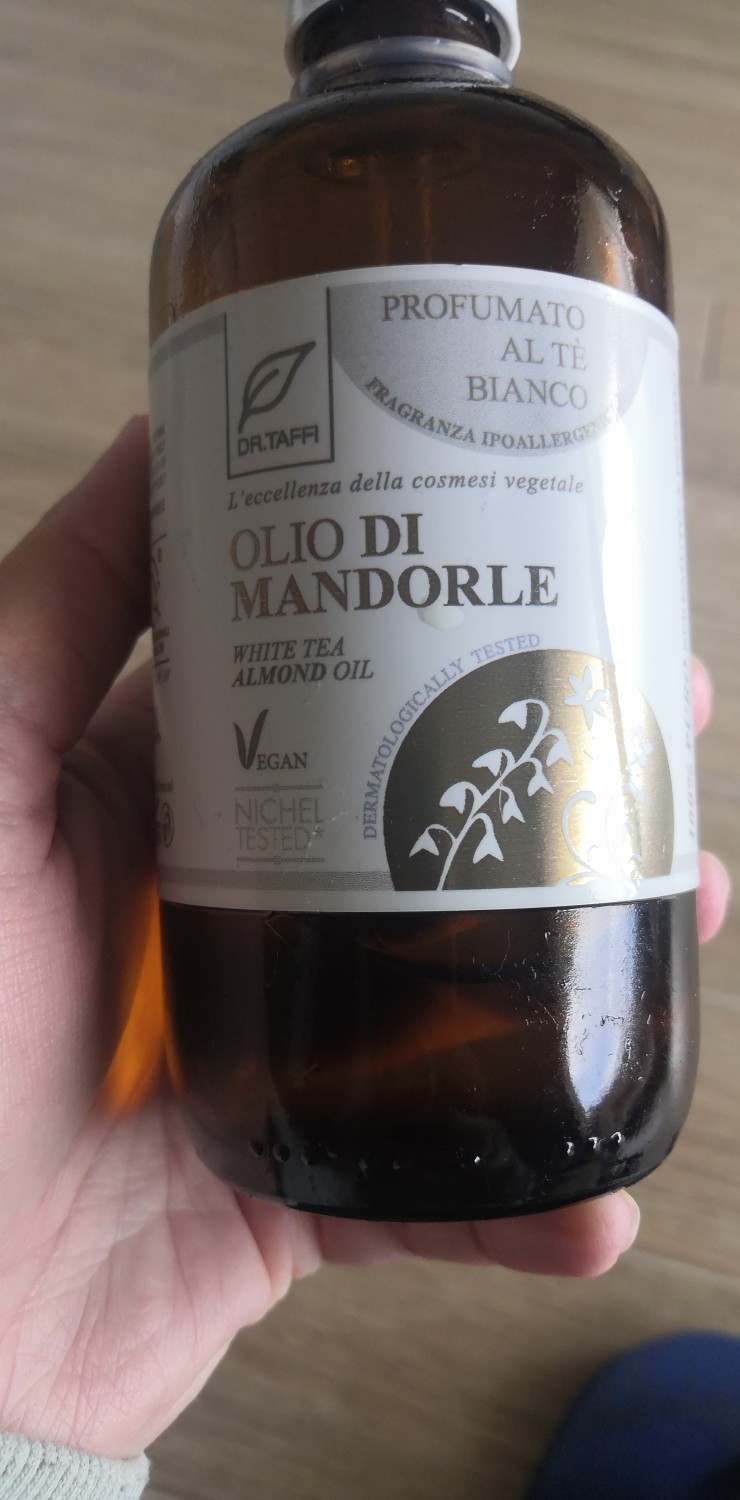 PROFUMATO
AL TÈ
BIANCO
FRAGRANZA IPOALLERGENICA
DR.TAFFI
L'eccellenza della cosmesi vegetale
OLIO DI
MANDORLE
WHITE TEA
ALMOND OIL
DERMATOLOGICALLY TESTED
VEGAN
NICHEL
TESTED*